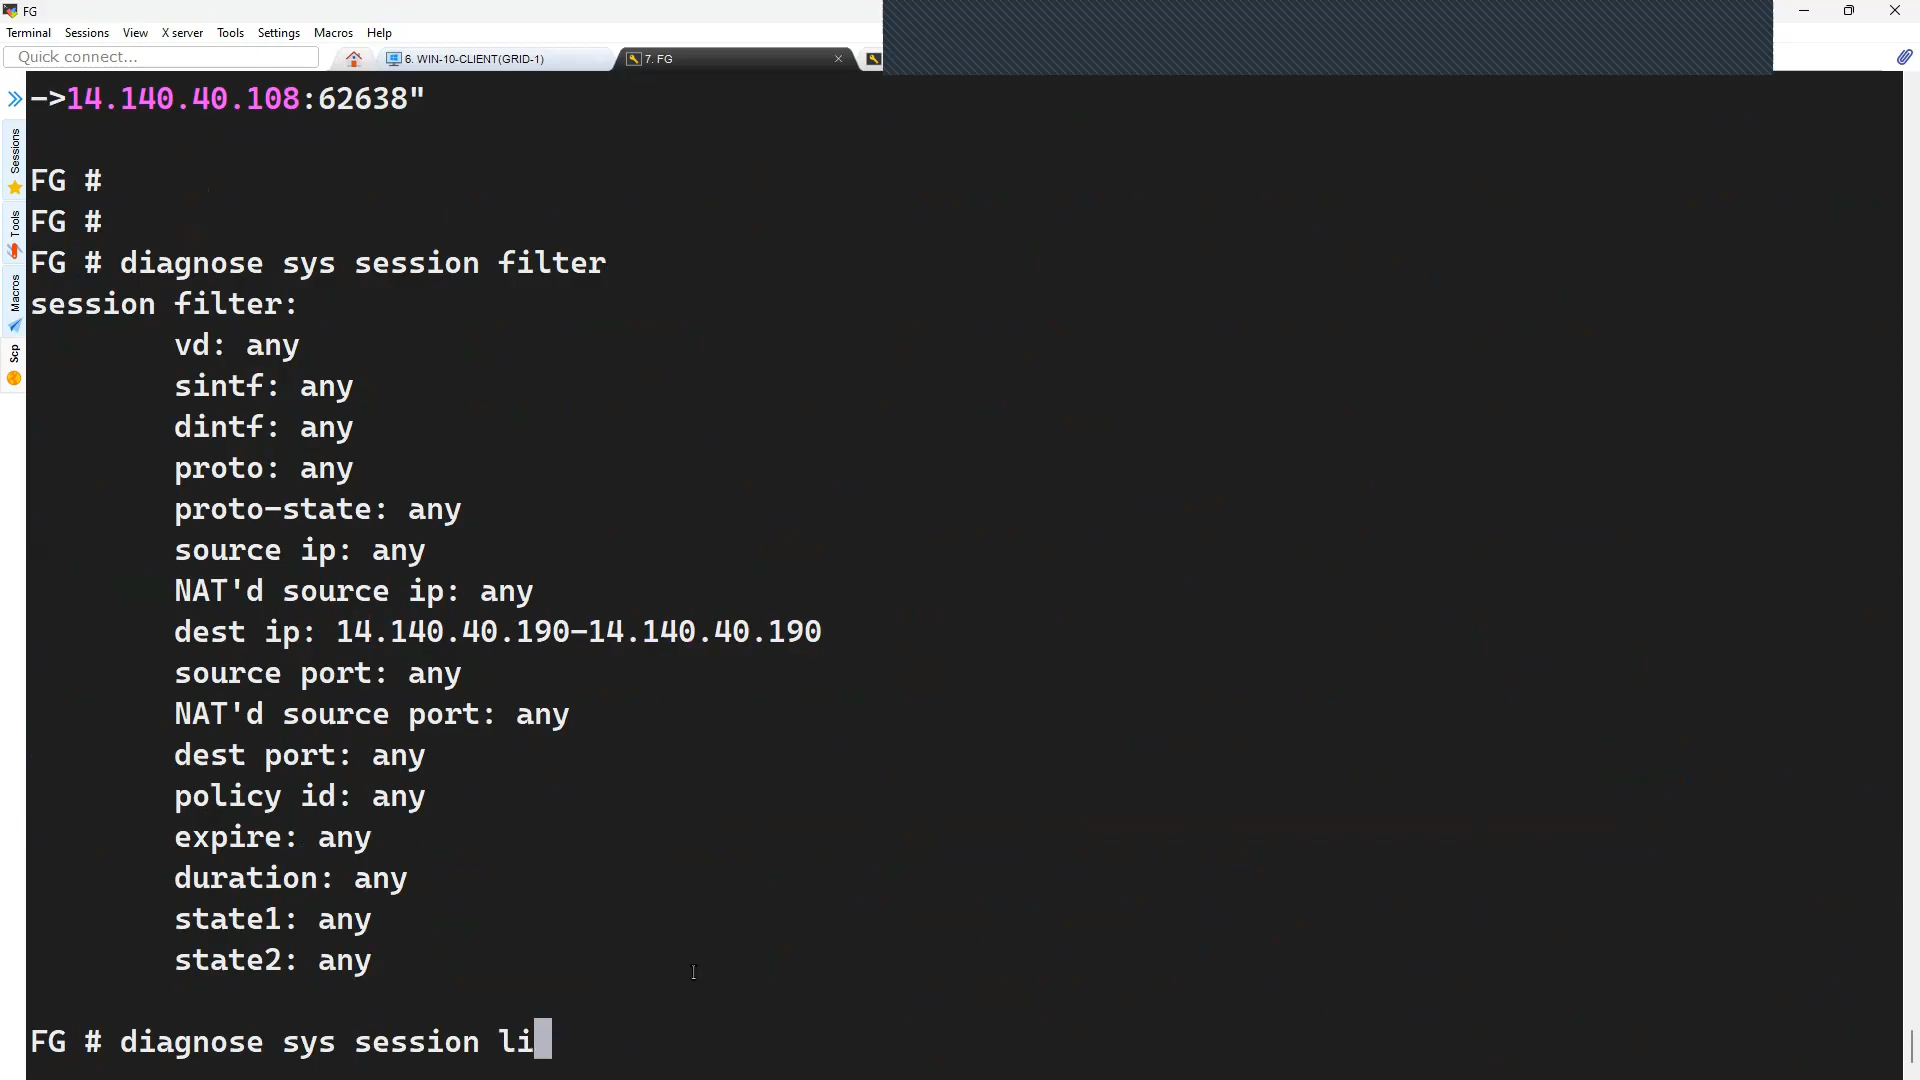 FG
Terminal Sessions View X server Tools Settings Macros Help
Quick connect...
6. WIN-10-CLIENT(GRID-1)
7. FG
Sessions
Tools
Macros
Scp
->14.140.40.108:62638"
FG #
FG #
FG # diagnose sys session filter
session filter:
vd: any
sintf: any
dintf: any
proto: any
proto-state: any
source ip: any
NAT'd source ip: any
dest ip: 14.140.40.190-14.140.40.190
source port: any
NAT'd source port: any
dest port: any
policy id: any
expire: any
duration: any
state1: any
state2: any
FG # diagnose sys session li